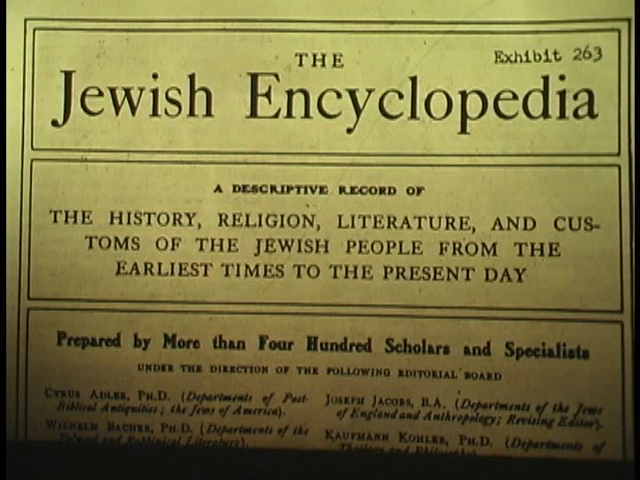 THE
Exhibit 263
Jewish Encyclopedia
A DESCRIPTIVE RECORD OF
THE HISTORY, RELIGION, LITERATURE, AND CUS-
TOMS OF THE JEWISH PEOPLE FROM THE
EARLIEST TIMES TO THE PRESENT DAY
Prepared by More than Four Hundred Scholars and Specialists
UNDER THE DIRECTION OF THE FOLLOWING EDITORIAL BOARD
CYRUS ADLER, PH.D. (Departments of Post-
Biblical Antiquities; the Jews of America).
WILHELM BACHER, PH.D. (Departments of the
Talmud and Rabbinical Literature).
JOSEPH JACOBS, B.A. (Departments of the Jews
of England and Anthropology; Revising Editor).
KAUFMANN KOHLER, PH.D. (Departments of